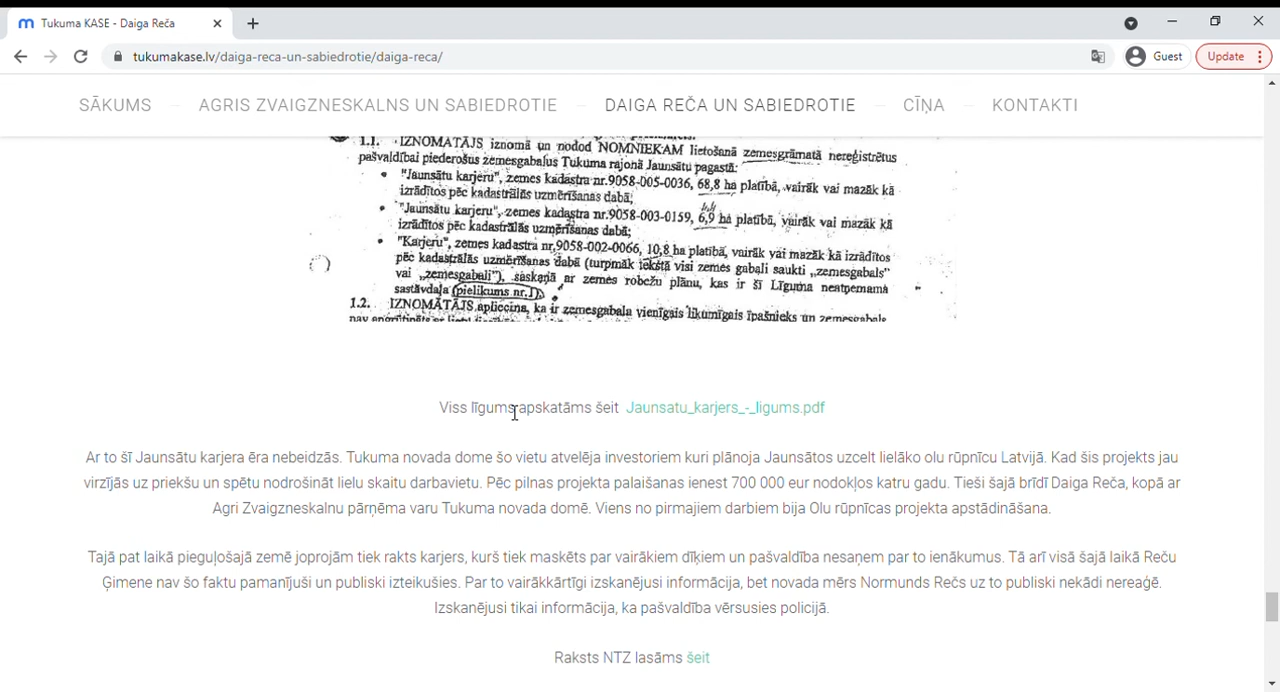 Tukuma KASE - Daiga Reča
tukumakase.lv/daiga-reca-un-sabiedrotie/daiga-reca/
Guest
Update
SĀKUMS
AGRIS ZVAIGZNESKALNS UN SABIEDROTIE
DAIGA REČA UN SABIEDROTIE
CĪŅA
KONTAKTI
1.1. IZNOMĀTĀJS iznomā un nodod NOMNIEKAM lietošanā zemesgrāmatā nereģistrētus
pašvaldībai piederošus zemesgabalus Tukuma rajonā Jaunsātu pagastā:
• "Jaunsātu karjeru", zemes kadastra nr.9058-005-0036, 68,8 ha platībā, vairāk vai mazāk kā
izrādītos pēc kadastrālās uzmērīšanas dabā;
• "Jaunsātu karjeru", zemes kadastra nr.9058-003-0159, 6,9 ha platībā, vairāk vai mazāk kā
izrādītos pēc kadastrālās uzmērīšanas dabā;
• "Karjeru", zemes kadastra nr.9058-002-0066, 10,8 ha platībā, vairāk vai mazāk kā izrādītos
pēc kadastrālās uzmērīšanas dabā (turpmāk tekstā visi zemes gabali saukti „zemesgabals"
vai „zemesgabali"), saskaņā ar zemes robežu plānu, kas ir šī Līguma neatņemama
sastāvdaļa (pielikums nr.1).
1.2. IZNOMĀTĀJS apliecina, ka ir zemesgabala vienīgais likumīgais īpašnieks un zemesgabals
Viss līgums apskatāms šeit Jaunsatu_karjers_-_ligums.pdf
Ar to šī Jaunsātu karjera ēra nebeidzās. Tukuma novada dome šo vietu atvelēja investoriem kuri plānoja Jaunsātos uzcelt lielāko olu rūpnīcu Latvijā. Kad šis projekts jau
virzījās uz priekšu un spētu nodrošināt lielu skaitu darbavietu. Pēc pilnas projekta palaišanas ienest 700 000 eur nodokļos katru gadu. Tieši šajā brīdī Daiga Reča, kopā ar
Agri Zvaigzneskalnu pārņēma varu Tukuma novada domē. Viens no pirmajiem darbiem bija Olu rūpnīcas projekta apstādināšana.
Tajā pat laikā pieguļošajā zemē joprojām tiek rakts karjers, kurš tiek maskēts par vairākiem dīķiem un pašvaldība nesaņem par to ienākumus. Tā arī visā šajā laikā Reču
Ģimene nav šo faktu pamanījuši un publiski izteikušies. Par to vairākkārtīgi izskanējusi informācija, bet novada mērs Normunds Rečs uz to publiski nekādi nereaģē.
Izskanējusi tikai informācija, ka pašvaldība vērsusies policijā.
Raksts NTZ lasāms šeit